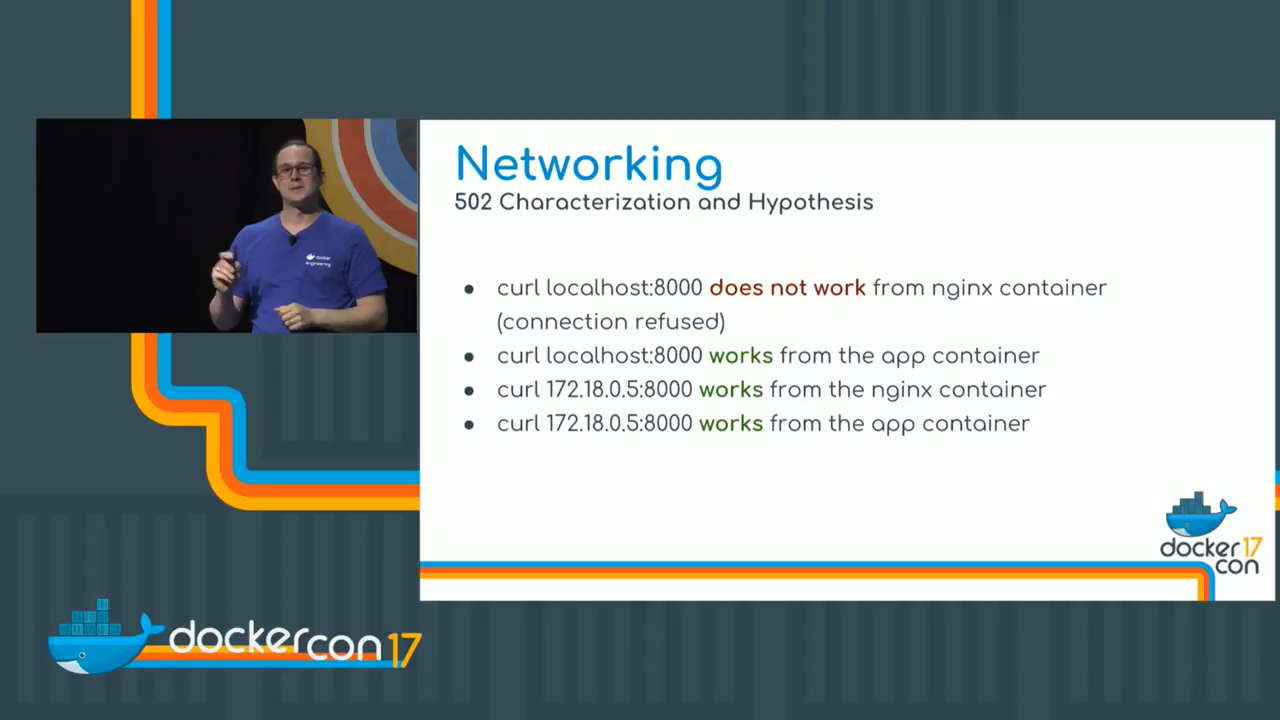 Networking
502 Characterization and Hypothesis
● curl localhost:8000 does not work from nginx container
(connection refused)
● curl localhost:8000 works from the app container
● curl 172.18.0.5:8000 works from the nginx container
● curl 172.18.0.5:8000 works from the app container
docker
engineering
docker 17
con
dockercon 17